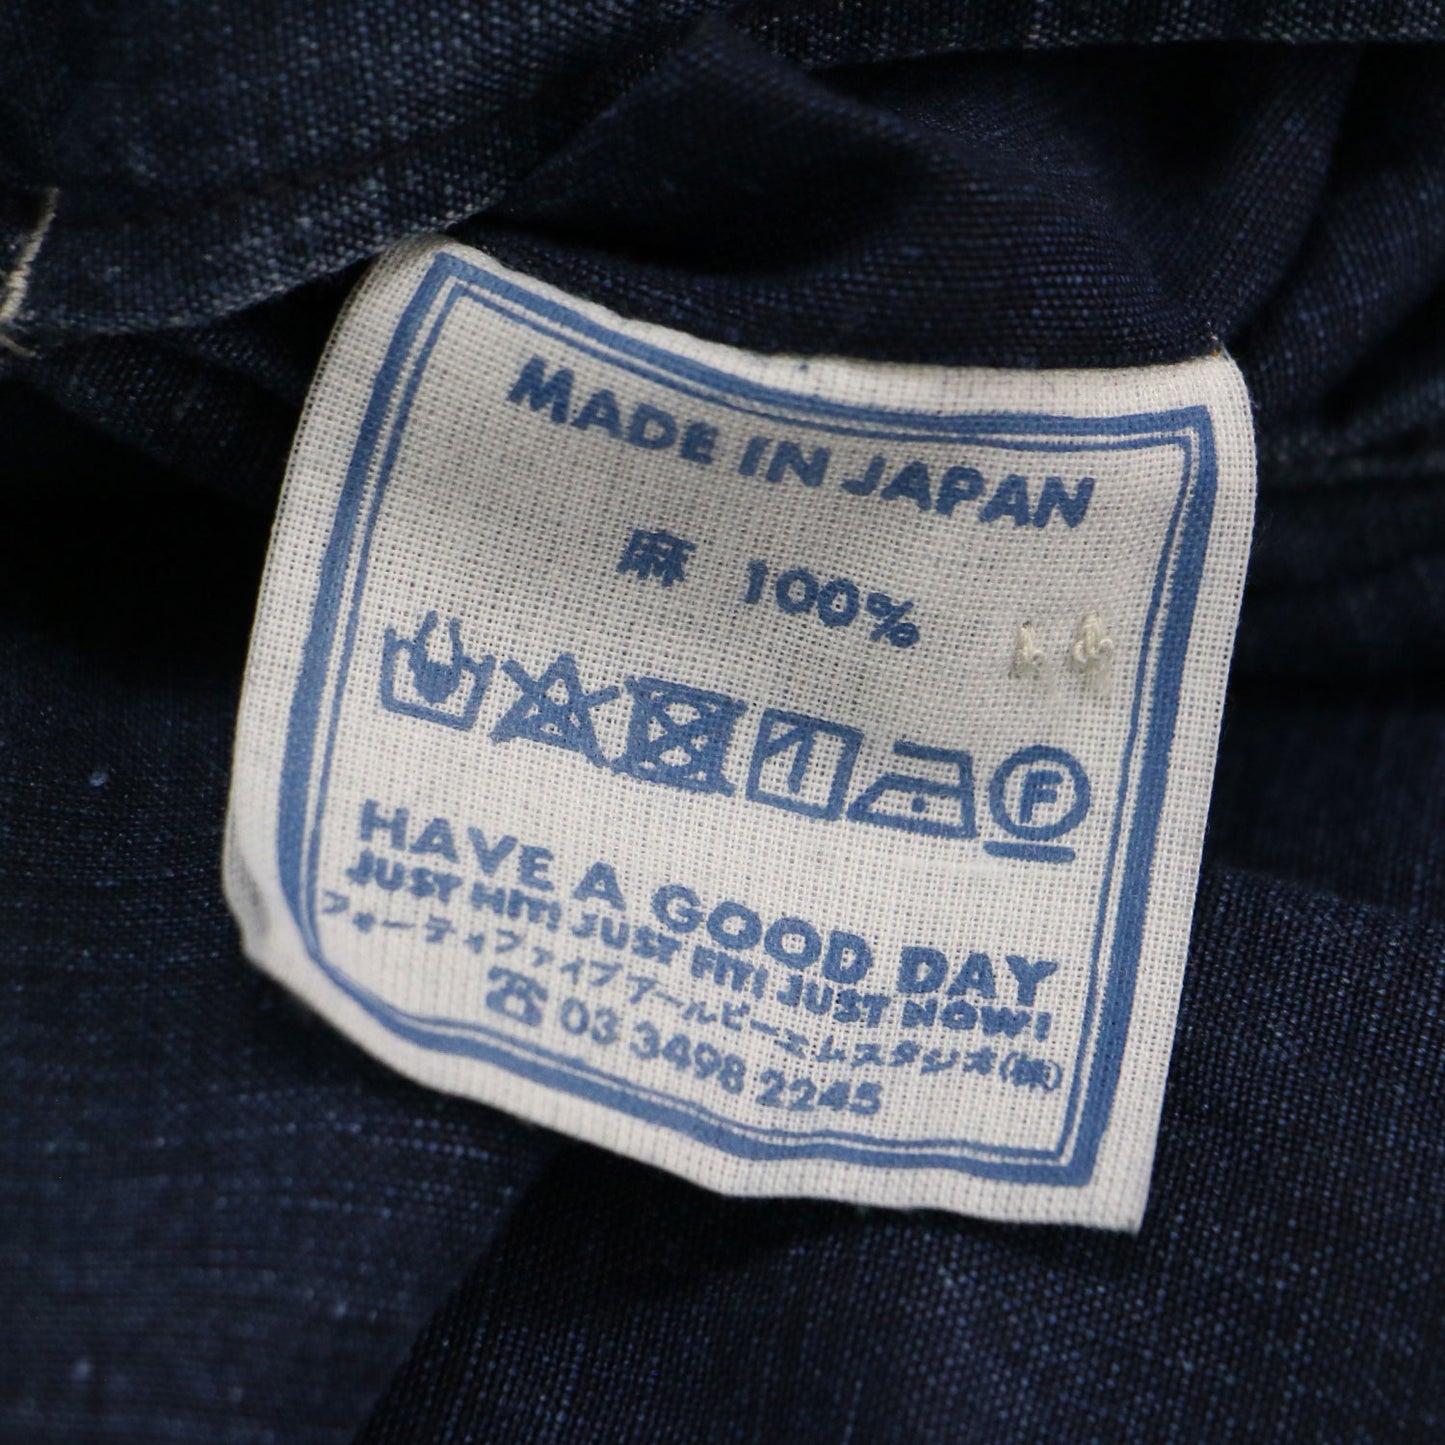 MADE IN JAPAN
麻 100%
F
HAVE A GOOD DAY
JUST HIT! JUST FIT! JUST NOW!
フォーティファイブアールピーエムスタジオ(株)
☎ 03 3498 2245